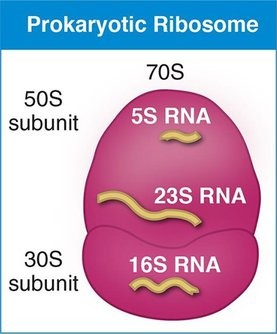 Prokaryotic Ribosome
70S
50S
subunit
5S RNA
23S RNA
30S
subunit
16S RNA